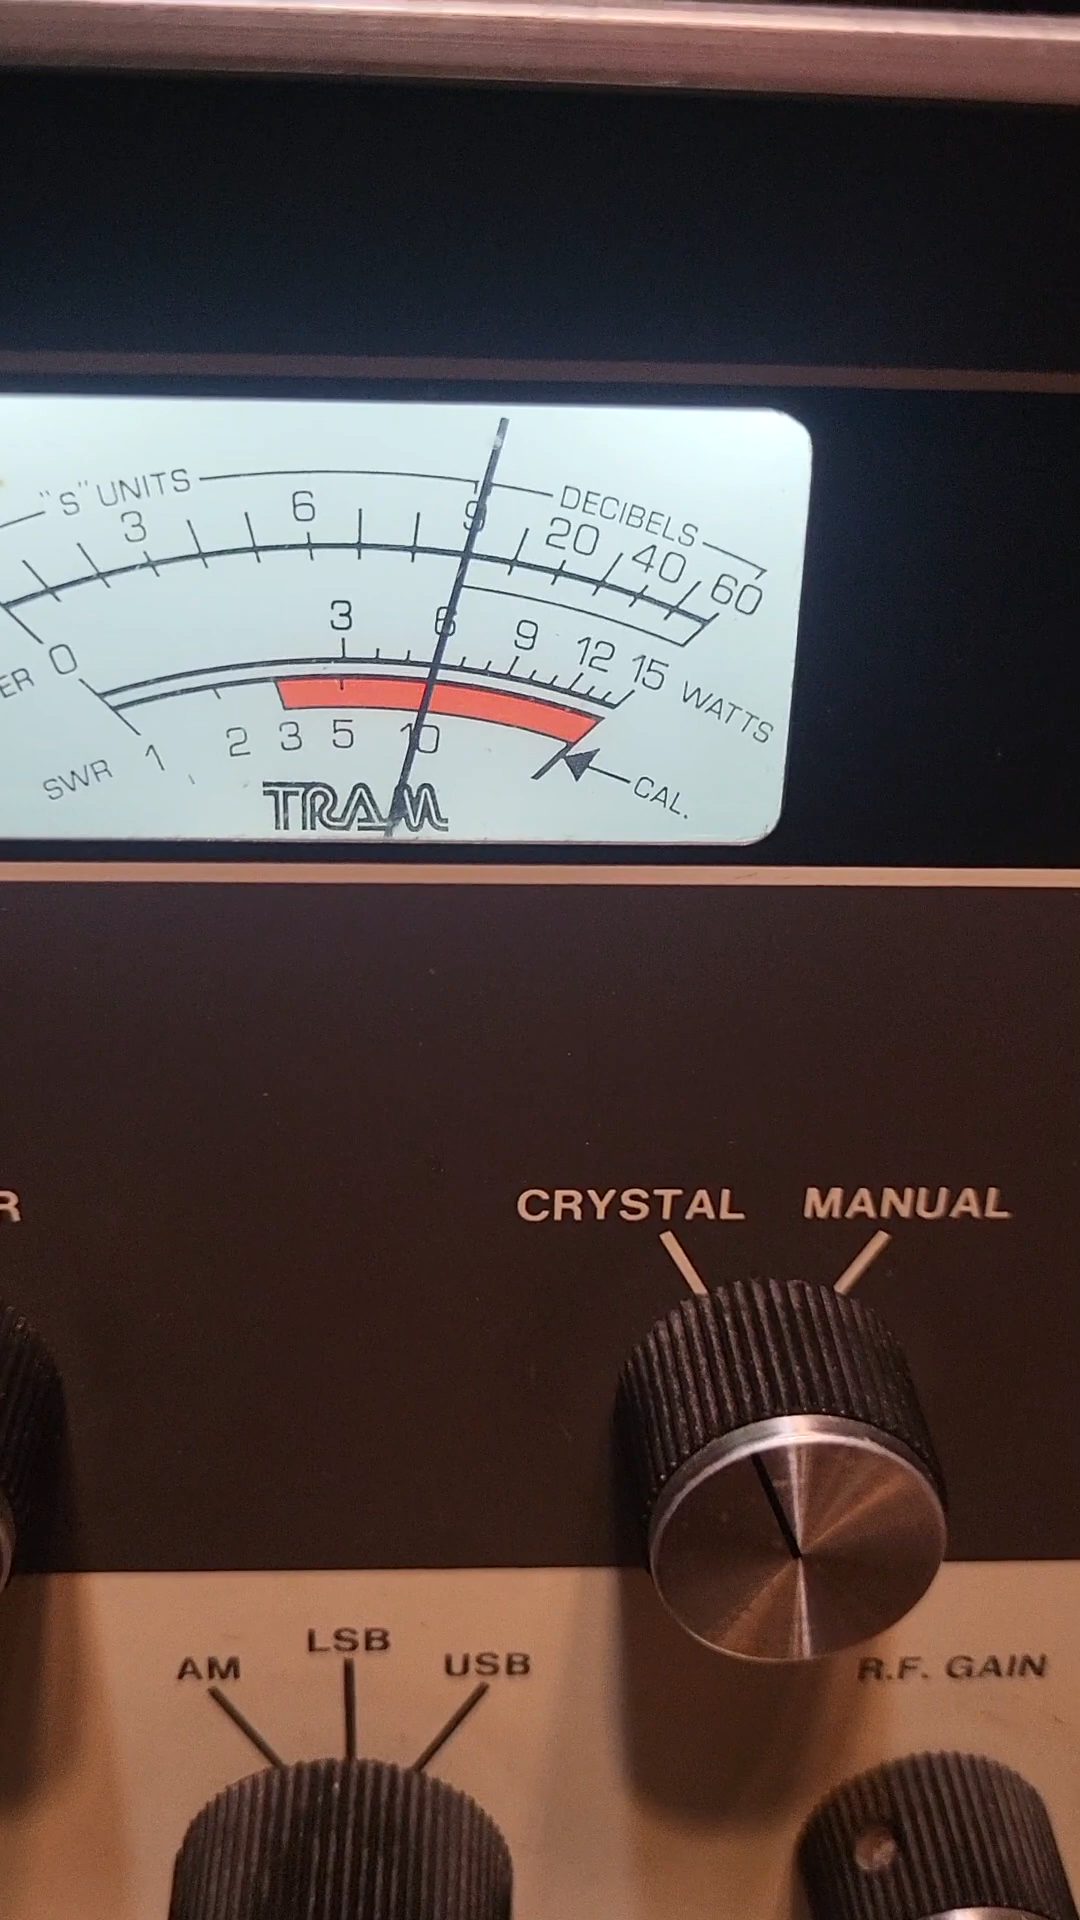 "S" UNITS
DECIBELS
3 6 9 20 40 60
ER 0
3 6 9 12 15 WATTS
SWR 1 2 3 5 10
CAL.
TRAM
R
CRYSTAL MANUAL
AM LSB USB
R.F. GAIN